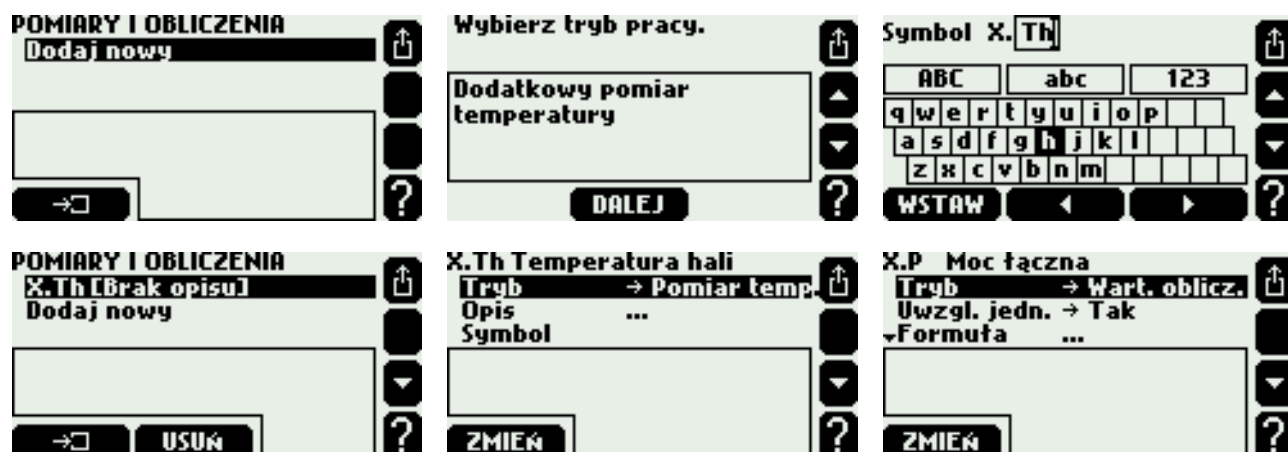 POMIARY I OBLICZENIA
Dodaj nowy
Wybierz tryb pracy.
Dodatkowy pomiar
temperatury
DALEJ
?
Symbol X.Th
ABC abc 123
q w e r t y u i o p
a s d f g h j k l
z x c v b n m
WSTAW
?
POMIARY I OBLICZENIA
X.Th [Brak opisu]
Dodaj nowy
USUŃ
?
X.Th Temperatura hali
Tryb → Pomiar temp.
Opis ...
Symbol
ZMIEŃ
?
X.P Moc łączna
Tryb → Wart. oblicz.
Uwzgl. jedn. → Tak
Formuła ...
ZMIEŃ
?